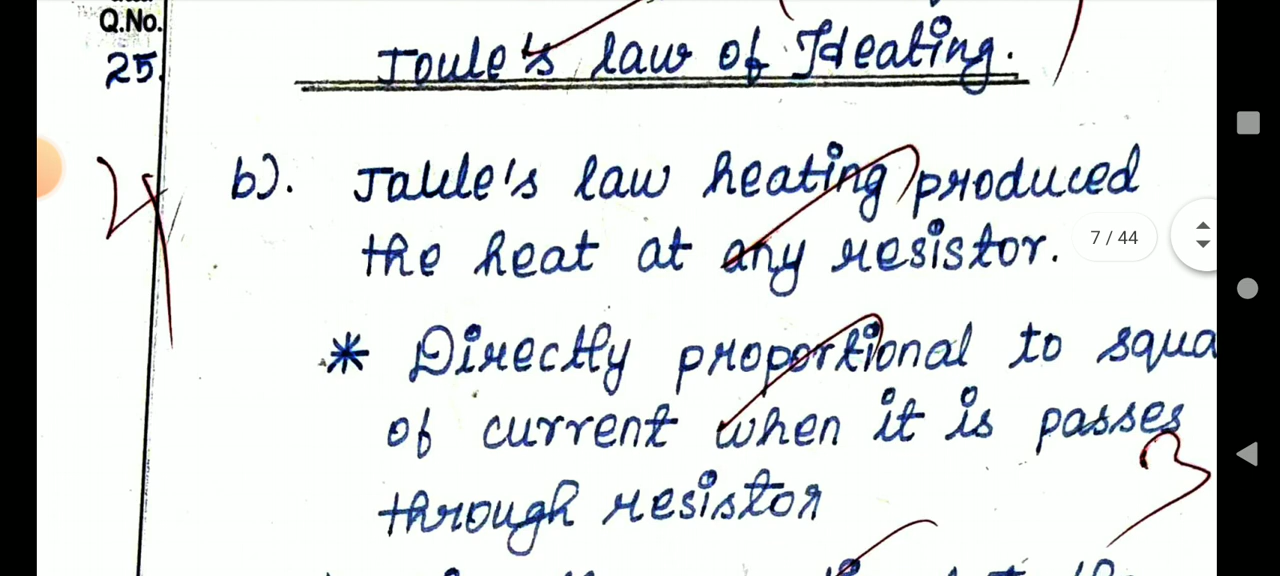 Q.No.
25.
Joule's law of Heating.
b). Jaule's law heating produced
the heat at any resistor.
7 / 44
* Directly proportional to squa
of current when it is passes
through resistor